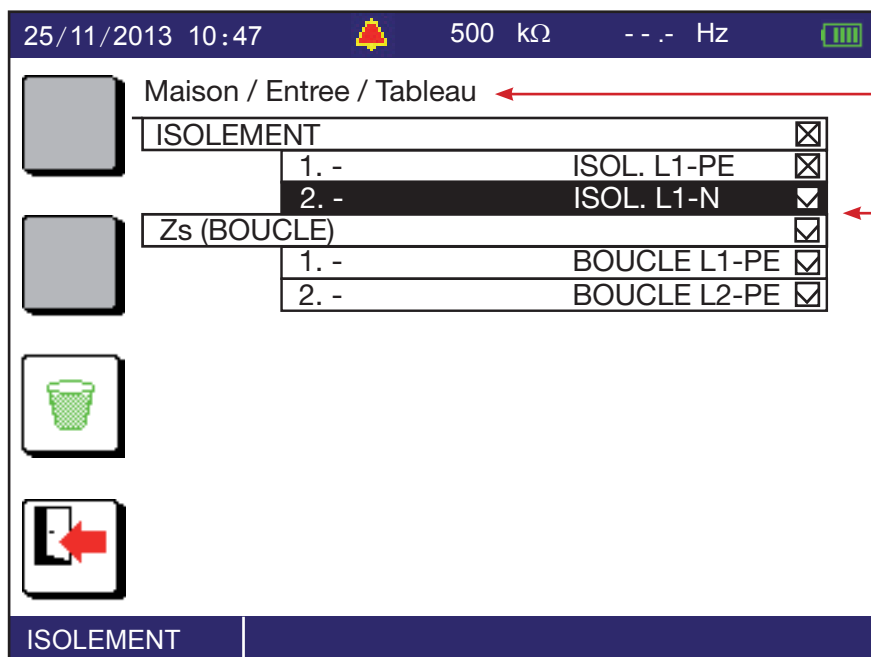 25/11/2013 10:47 500 kΩ - - .- Hz
Maison / Entree / Tableau
ISOLEMENT
1. - ISOL. L1-PE
2. - ISOL. L1-N
Zs (BOUCLE)
1. - BOUCLE L1-PE
2. - BOUCLE L2-PE
ISOLEMENT